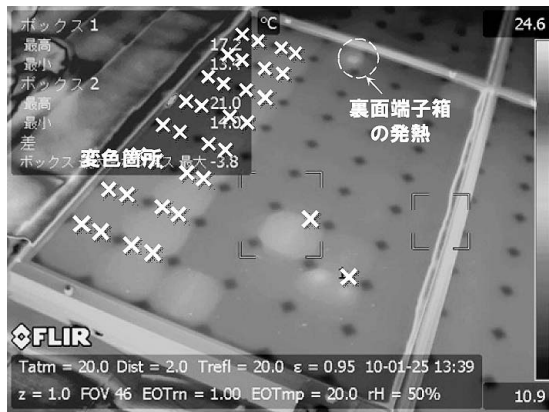 ボックス 1 °C 24.6
最高 17.2
最小 13.
ボックス 2
最高 21.0
最小 14.0
差
ボックス 最大 -3.8
変色箇所
裏面端子箱
の発熱
FLIR
Tatm = 20.0 Dist = 2.0 Trefl = 20.0 ε = 0.95 10-01-25 13:39
z = 1.0 FOV 46 EOTrn = 1.00 EOTmp = 20.0 rH = 50% 10.9